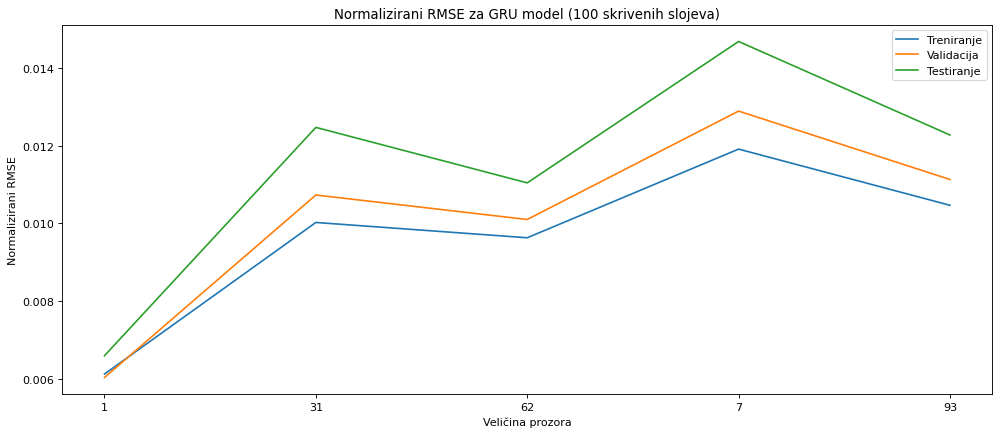 Normalizirani RMSE za GRU model (100 skrivenih slojeva)
Treniranje
Validacija
Testiranje
Normalizirani RMSE
0.014
0.012
0.010
0.008
0.006
1
31
62
7
93
Veličina prozora